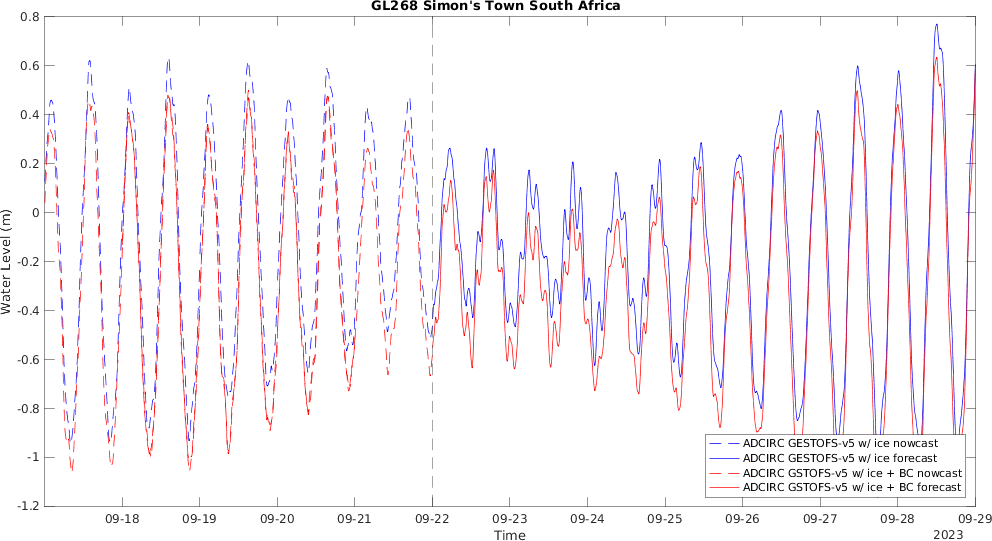 GL268 Simon's Town South Africa
0.8
0.6
0.4
0.2
0
-0.2
-0.4
-0.6
-0.8
-1
-1.2
Water Level (m)
ADCIRC GESTOFS-v5 w/ ice nowcast
ADCIRC GESTOFS-v5 w/ ice forecast
ADCIRC GSTOFS-v5 w/ ice + BC nowcast
ADCIRC GSTOFS-v5 w/ ice + BC forecast
09-18 09-19 09-20 09-21 09-22 09-23 09-24 09-25 09-26 09-27 09-28 09-29
Time
2023